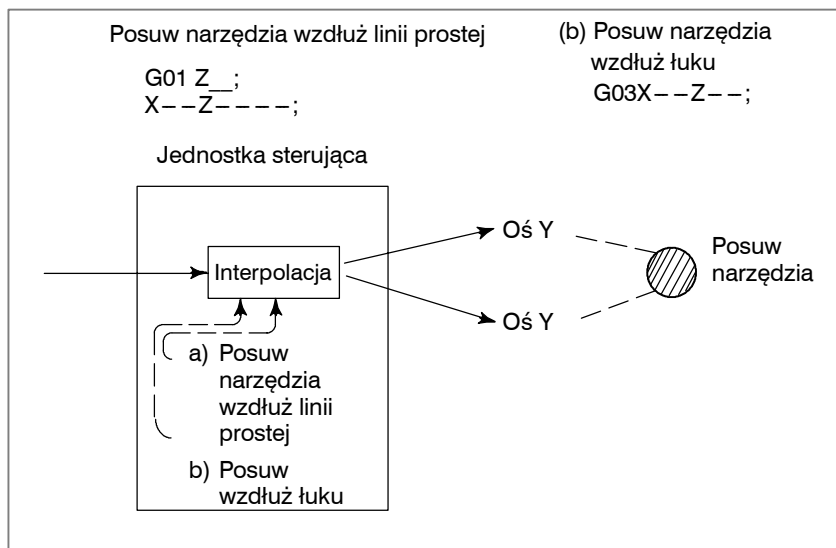 Posuw narzędzia wzdłuż linii prostej
G01 Z__;
X––Z––––;
(b) Posuw narzędzia
wzdłuż łuku
G03X––Z––;
Jednostka sterująca
Interpolacja
Oś Y
Oś Y
Posuw
narzędzia
a) Posuw
narzędzia
wzdłuż linii
prostej
b) Posuw
wzdłuż łuku